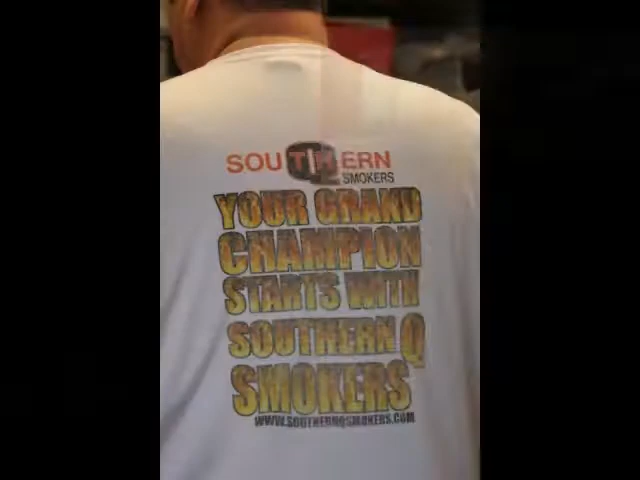 SOUTHERN
SMOKERS
YOUR GRAND
CHAMPION
STARTS WITH
SOUTHERN Q
SMOKERS
WWW.SOUTHERNQSMOKERS.COM